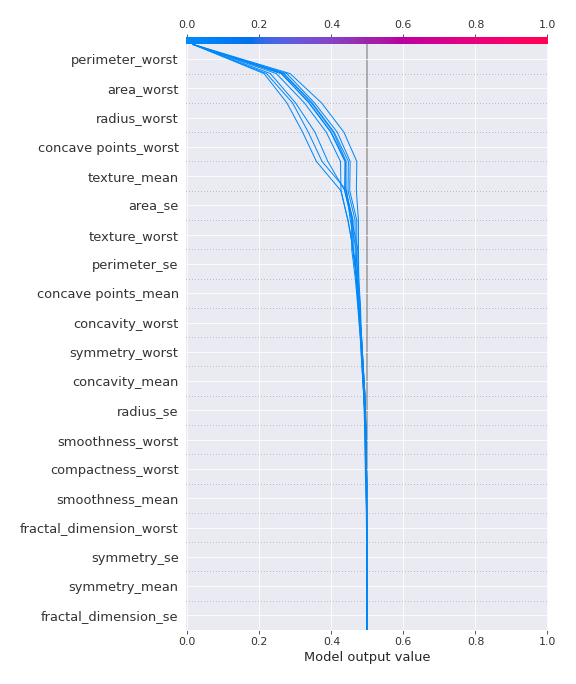 0.0 0.2 0.4 0.6 0.8 1.0
perimeter_worst
area_worst
radius_worst
concave points_worst
texture_mean
area_se
texture_worst
perimeter_se
concave points_mean
concavity_worst
symmetry_worst
concavity_mean
radius_se
smoothness_worst
compactness_worst
smoothness_mean
fractal_dimension_worst
symmetry_se
symmetry_mean
fractal_dimension_se
0.0 0.2 0.4 0.6 0.8 1.0
Model output value